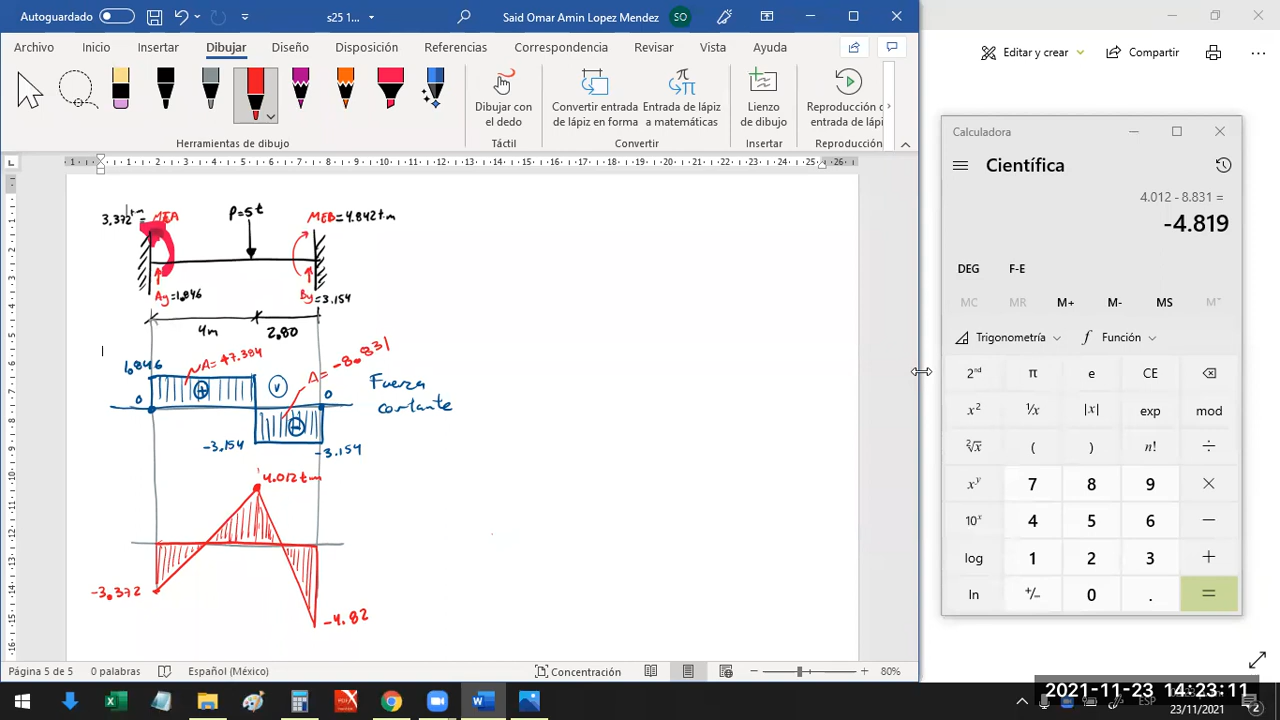 Autoguardado
s25 1...
Said Omar Amin Lopez Mendez
SO
Archivo Inicio Insertar Dibujar Diseño Disposición Referencias Correspondencia Revisar Vista Ayuda
Editar y crear
Compartir
Dibujar con
el dedo
Convertir entrada
de lápiz en forma
Entrada de lápiz
a matemáticas
Lienzo
de dibujo
Reproducción
entrada de lápi
Herramientas de dibujo
Táctil
Convertir
Insertar
Reproducción
3.372 tm = MEA
P=5t
MEB=4.842t.m
Ay=1.846
By=3.154
4m
2.80
1.846
A=+7.384
A= -8.831
V
0
0
Fuerza
cortante
-3.154
-3.154
4.012 t m
-3.372
-4.82
Calculadora
Científica
4.012 - 8.831 =
-4.819
DEG F-E
MC MR M+ M- MS M˅
Trigonometría
Función
2ⁿᵈ π e CE
x² ¹/x |x| exp mod
²√x ( ) n! ÷
xʸ 7 8 9 ×
10ˣ 4 5 6 −
log 1 2 3 +
ln +/− 0 . =
Página 5 de 5
0 palabras
Español (México)
Concentración
80%
2021-11-23 14:23:11
ESP
23/11/2021
2